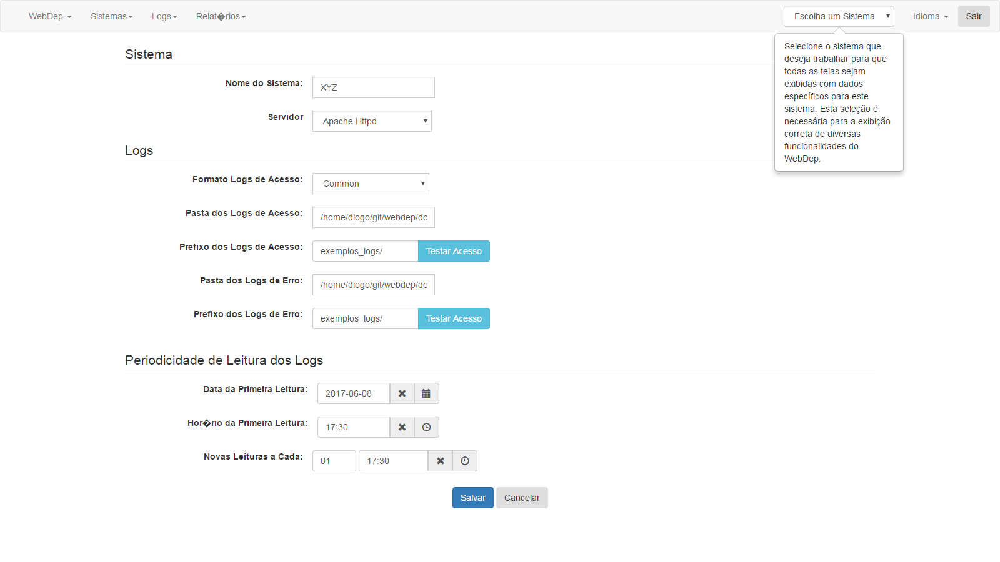 WebDep Sistemas Logs Relat�rios Escolha um Sistema Idioma Sair
Selecione o sistema que
deseja trabalhar para que
todas as telas sejam
exibidas com dados
específicos para este
sistema. Esta seleção é
necessária para a exibição
correta de diversas
funcionalidades do
WebDep.
Sistema
Nome do Sistema: XYZ
Servidor Apache Httpd
Logs
Formato Logs de Acesso: Common
Pasta dos Logs de Acesso: /home/diogo/git/webdep/dc
Prefixo dos Logs de Acesso: exemplos_logs/ Testar Acesso
Pasta dos Logs de Erro: /home/diogo/git/webdep/dc
Prefixo dos Logs de Erro: exemplos_logs/ Testar Acesso
Periodicidade de Leitura dos Logs
Data da Primeira Leitura: 2017-06-08
Hor�rio da Primeira Leitura: 17:30
Novas Leituras a Cada: 01 17:30
Salvar Cancelar